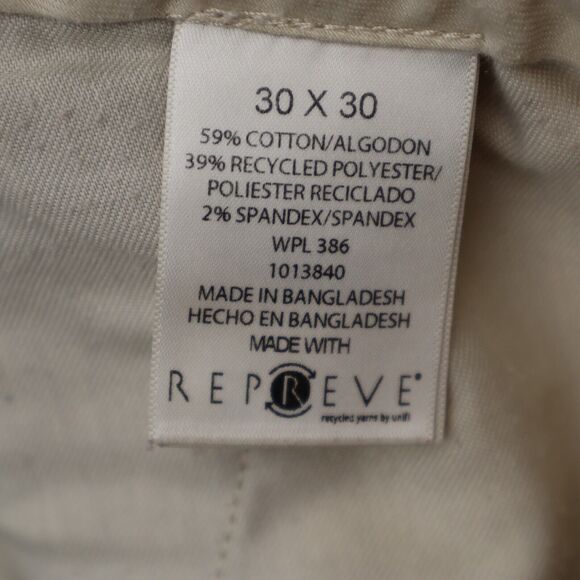 30 X 30
59% COTTON/ALGODON
39% RECYCLED POLYESTER/
POLIESTER RECICLADO
2% SPANDEX/SPANDEX
WPL 386
1013840
MADE IN BANGLADESH
HECHO EN BANGLADESH
MADE WITH
REPREVE
recycled yarns by unifi